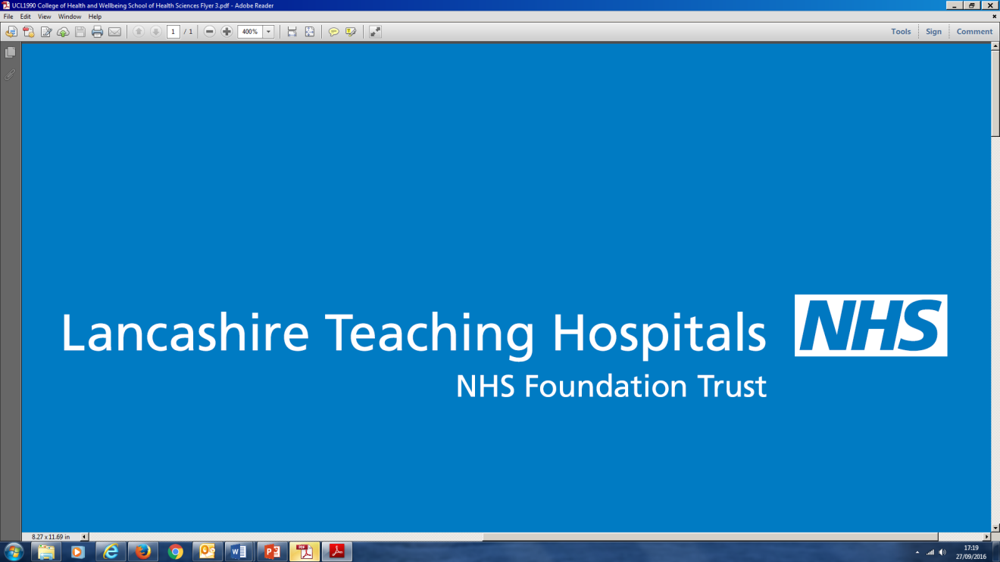 UCL1990 College of Health and Wellbeing School of Health Sciences Flyer 3.pdf - Adobe Reader
File Edit View Window Help
1 / 1 400% Tools Sign Comment
Lancashire Teaching Hospitals NHS
NHS Foundation Trust
8.27 x 11.69 in
17:19
27/09/2016